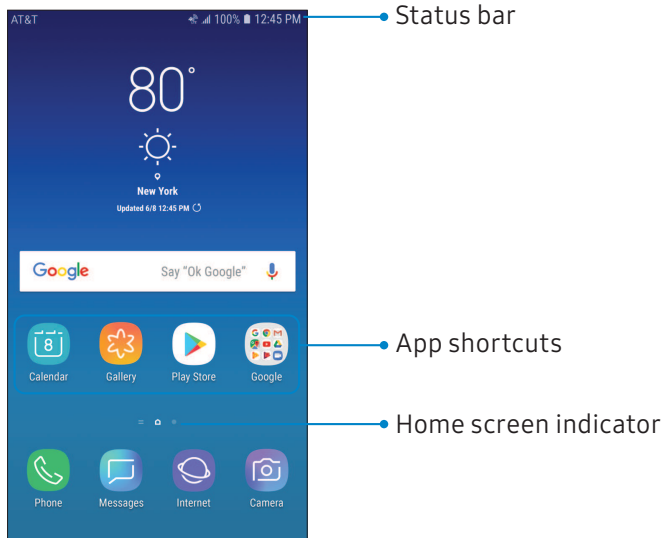 AT&T 100% 12:45 PM
Status bar
80°
New York
Updated 6/8 12:45 PM
Google Say "Ok Google"
8
Calendar Gallery Play Store Google
App shortcuts
Home screen indicator
Phone Messages Internet Camera